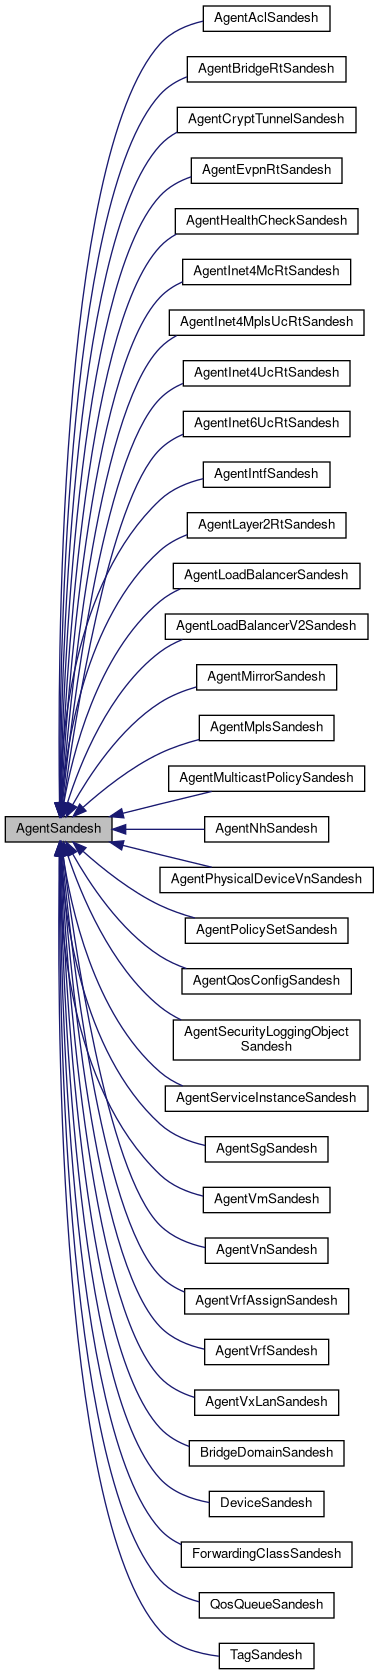 AgentAclSandesh
AgentBridgeRtSandesh
AgentCryptTunnelSandesh
AgentEvpnRtSandesh
AgentHealthCheckSandesh
AgentInet4McRtSandesh
AgentInet4MplsUcRtSandesh
AgentInet4UcRtSandesh
AgentInet6UcRtSandesh
AgentIntfSandesh
AgentLayer2RtSandesh
AgentLoadBalancerSandesh
AgentLoadBalancerV2Sandesh
AgentMirrorSandesh
AgentMplsSandesh
AgentMulticastPolicySandesh
AgentSandesh
AgentNhSandesh
AgentPhysicalDeviceVnSandesh
AgentPolicySetSandesh
AgentQosConfigSandesh
AgentSecurityLoggingObject
Sandesh
AgentServiceInstanceSandesh
AgentSgSandesh
AgentVmSandesh
AgentVnSandesh
AgentVrfAssignSandesh
AgentVrfSandesh
AgentVxLanSandesh
BridgeDomainSandesh
DeviceSandesh
ForwardingClassSandesh
QosQueueSandesh
TagSandesh